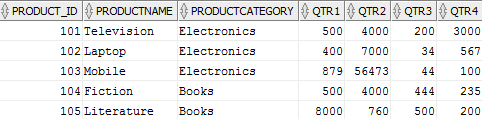 PRODUCT_ID PRODUCTNAME PRODUCTCATEGORY QTR1 QTR2 QTR3 QTR4
101 Television Electronics 500 4000 200 3000
102 Laptop Electronics 400 7000 34 567
103 Mobile Electronics 879 56473 44 100
104 Fiction Books 500 4000 444 235
105 Literature Books 8000 760 500 200